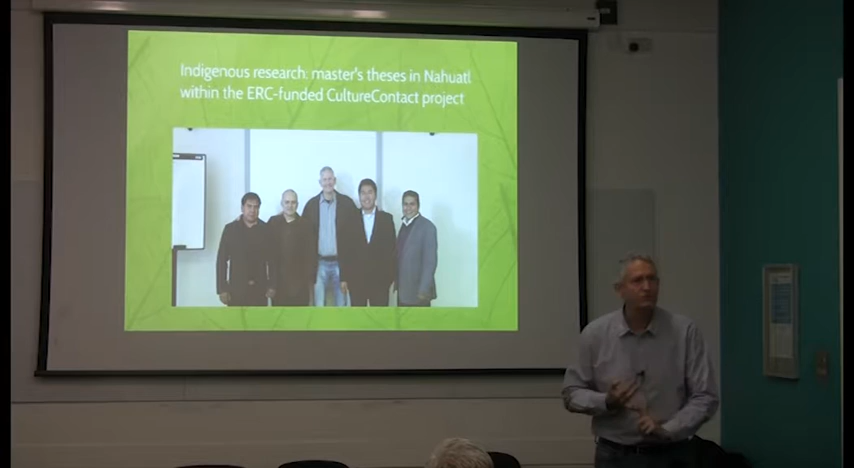 Indigenous research: master's theses in Nahuatl
within the ERC-funded CultureContact project